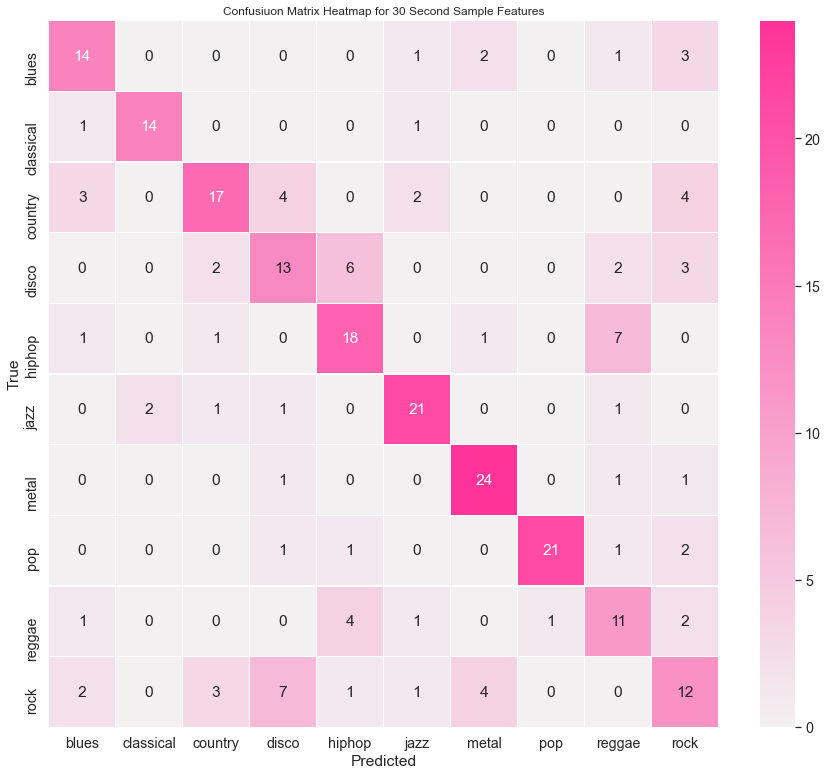 Confusiuon Matrix Heatmap for 30 Second Sample Features
blues 14 0 0 0 0 1 2 0 1 3
classical 1 14 0 0 0 1 0 0 0 0
country 3 0 17 4 0 2 0 0 0 4
disco 0 0 2 13 6 0 0 0 2 3
hiphop 1 0 1 0 18 0 1 0 7 0
jazz 0 2 1 1 0 21 0 0 1 0
metal 0 0 0 1 0 0 24 0 1 1
pop 0 0 0 1 1 0 0 21 1 2
reggae 1 0 0 0 4 1 0 1 11 2
rock 2 0 3 7 1 1 4 0 0 12
True
blues classical country disco hiphop jazz metal pop reggae rock
Predicted
20
15
10
5
0